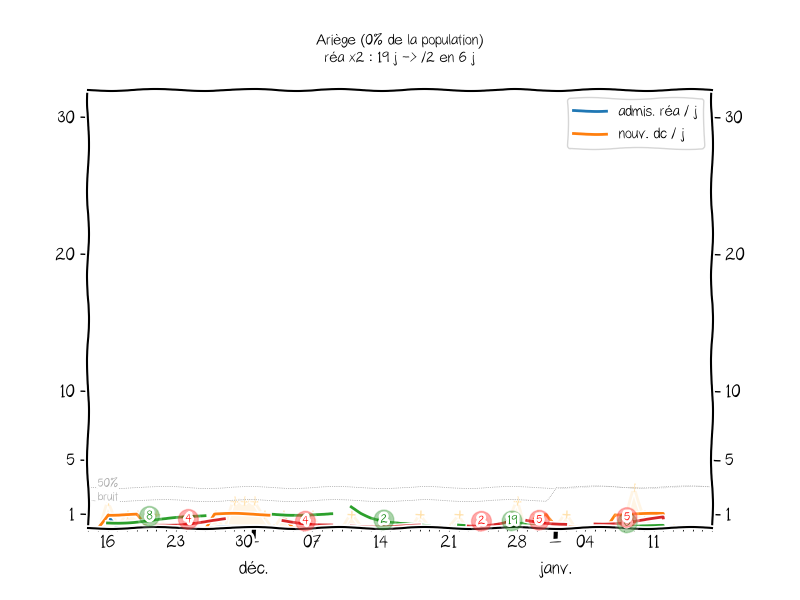 Ariège (0% de la population)
réa x2 : 19 j -> /2 en 6 j
admis. réa / j
nouv. dc / j
30 30
20 20
10 10
5 5
50%
bruit
1 1
8 4 4 2 2 19 5 5
16 23 30 07 14 21 28 04 11
déc. janv.